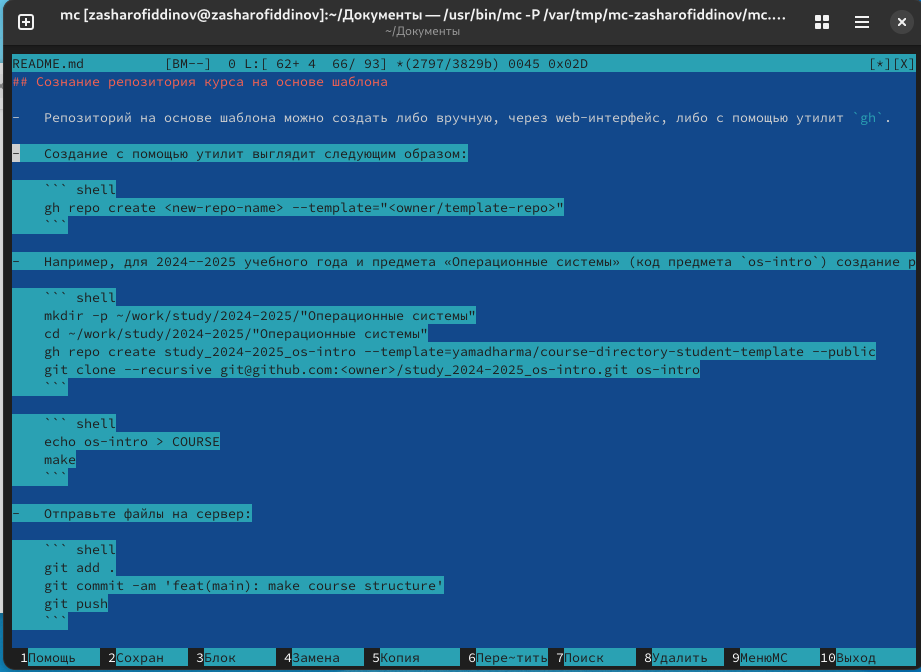 mc [zasharofiddinov@zasharofiddinov]:~/Документы — /usr/bin/mc -P /var/tmp/mc-zasharofiddinov/mc....
~/Документы
README.md [BM--] 0 L:[ 62+ 4 66/ 93] *(2797/3829b) 0045 0x02D [*][X]
## Сознание репозитория курса на основе шаблона
- Репозиторий на основе шаблона можно создать либо вручную, через web-интерфейс, либо с помощью утилит `gh`.
- Создание с помощью утилит выглядит следующим образом:
``` shell
gh repo create <new-repo-name> --template="<owner/template-repo>"
```
- Например, для 2024--2025 учебного года и предмета «Операционные системы» (код предмета `os-intro`) создание р
``` shell
mkdir -p ~/work/study/2024-2025/"Операционные системы"
cd ~/work/study/2024-2025/"Операционные системы"
gh repo create study_2024-2025_os-intro --template=yamadharma/course-directory-student-template --public
git clone --recursive git@github.com:<owner>/study_2024-2025_os-intro.git os-intro
```
``` shell
echo os-intro > COURSE
make
```
- Отправьте файлы на сервер:
``` shell
git add .
git commit -am 'feat(main): make course structure'
git push
```
1Помощь 2Сохран 3Блок 4Замена 5Копия 6Пере~тить 7Поиск 8Удалить 9МенюMC 10Выход